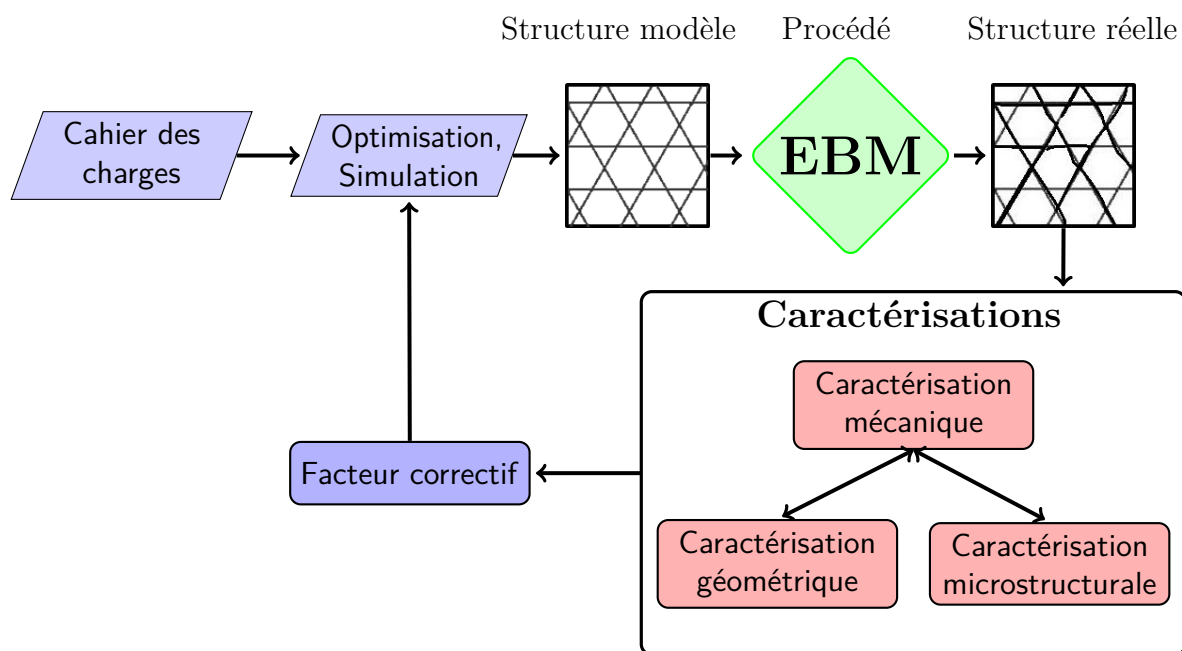 Structure modèle
Procédé
Structure réelle
Cahier des
charges
Optimisation,
Simulation
EBM
Caractérisations
Caractérisation
mécanique
Facteur correctif
Caractérisation
géométrique
Caractérisation
microstructurale